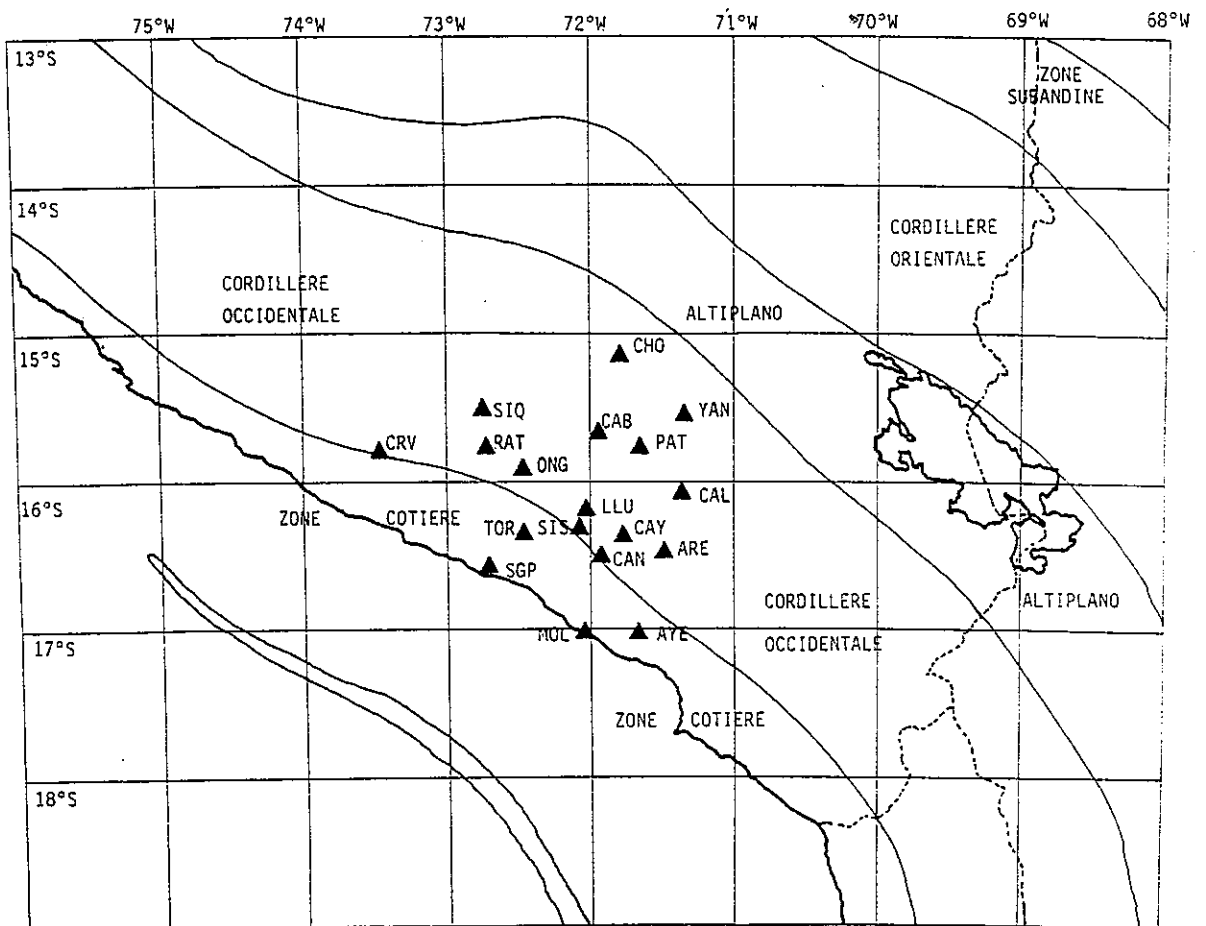 75°W 74°W 73°W 72°W 71°W 70°W 69°W 68°W
13°S
ZONE
SUBANDINE
14°S
CORDILLERE
ORIENTALE
CORDILLERE
OCCIDENTALE
ALTIPLANO
15°S
CHO
SIQ
YAN
CAB
CRV
RAT
PAT
ONG
CAL
16°S
LLU
ZONE COTIERE
TOR
SIS
CAY
ARE
CAN
SGP
CORDILLERE
OCCIDENTALE
ALTIPLANO
17°S
MOL
AYE
ZONE COTIERE
18°S